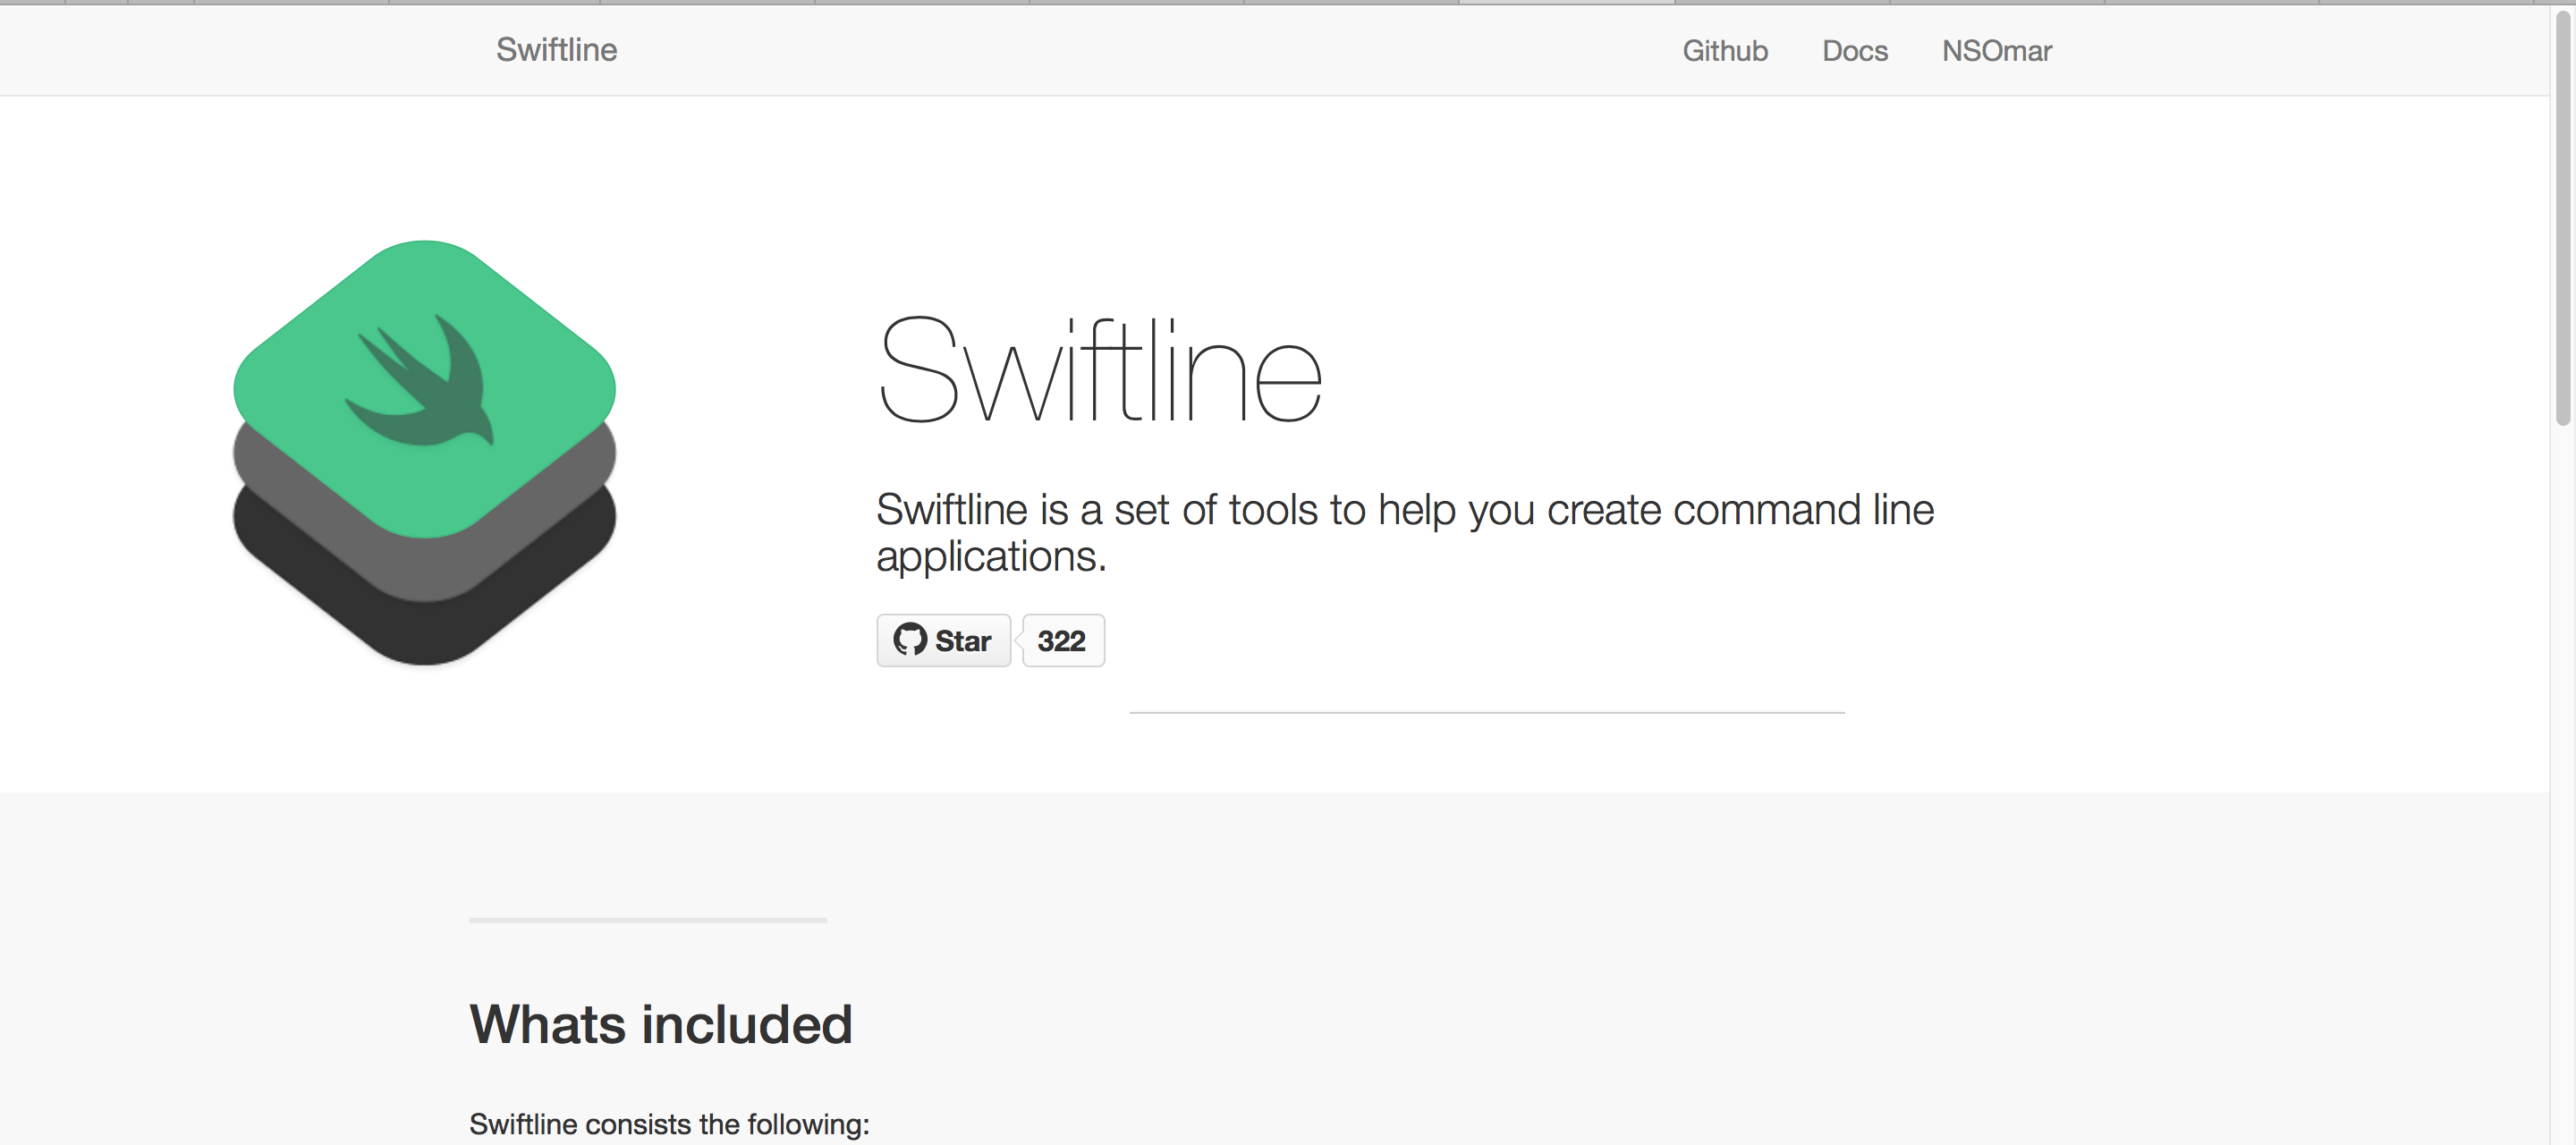 Swiftline
Github Docs NSOmar
Swiftline
Swiftline is a set of tools to help you create command line
applications.
Star 322
Whats included
Swiftline consists the following: